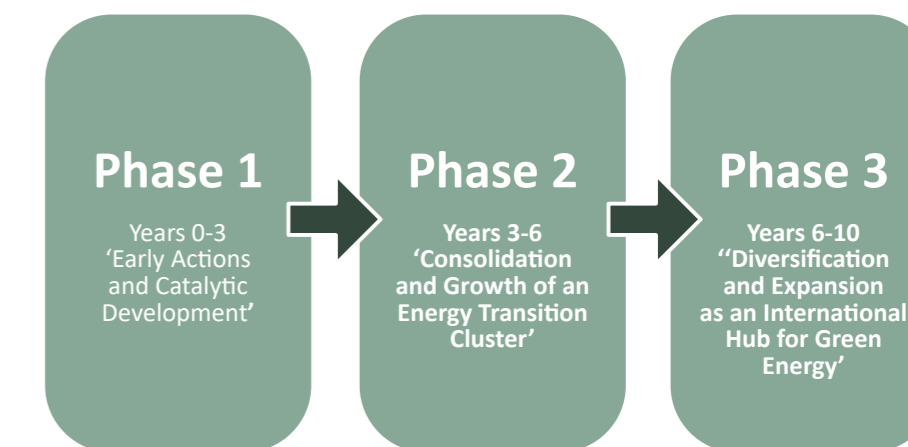 Phase 1
Years 0-3
‘Early Actions
and Catalytic
Development’
Phase 2
Years 3-6
‘Consolidation
and Growth of an
Energy Transition
Cluster’
Phase 3
Years 6-10
‘‘Diversification
and Expansion
as an International
Hub for Green
Energy’